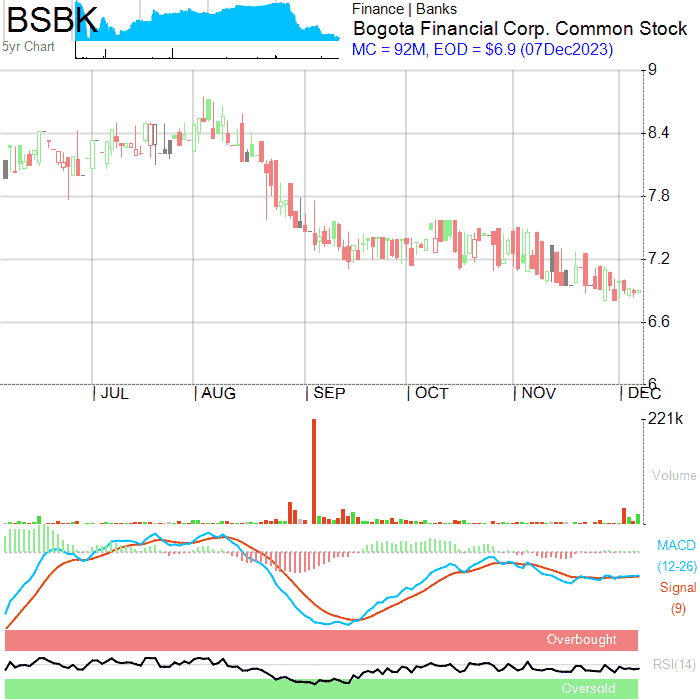 BSBK
5yr Chart
Finance | Banks
Bogota Financial Corp. Common Stock
MC = 92M, EOD = $6.9 (07Dec2023)
9
8.4
7.8
7.2
6.6
6
JUL AUG SEP OCT NOV DEC
221k
Volume
MACD
(12-26)
Signal
(9)
Overbought
RSI(14)
Oversold